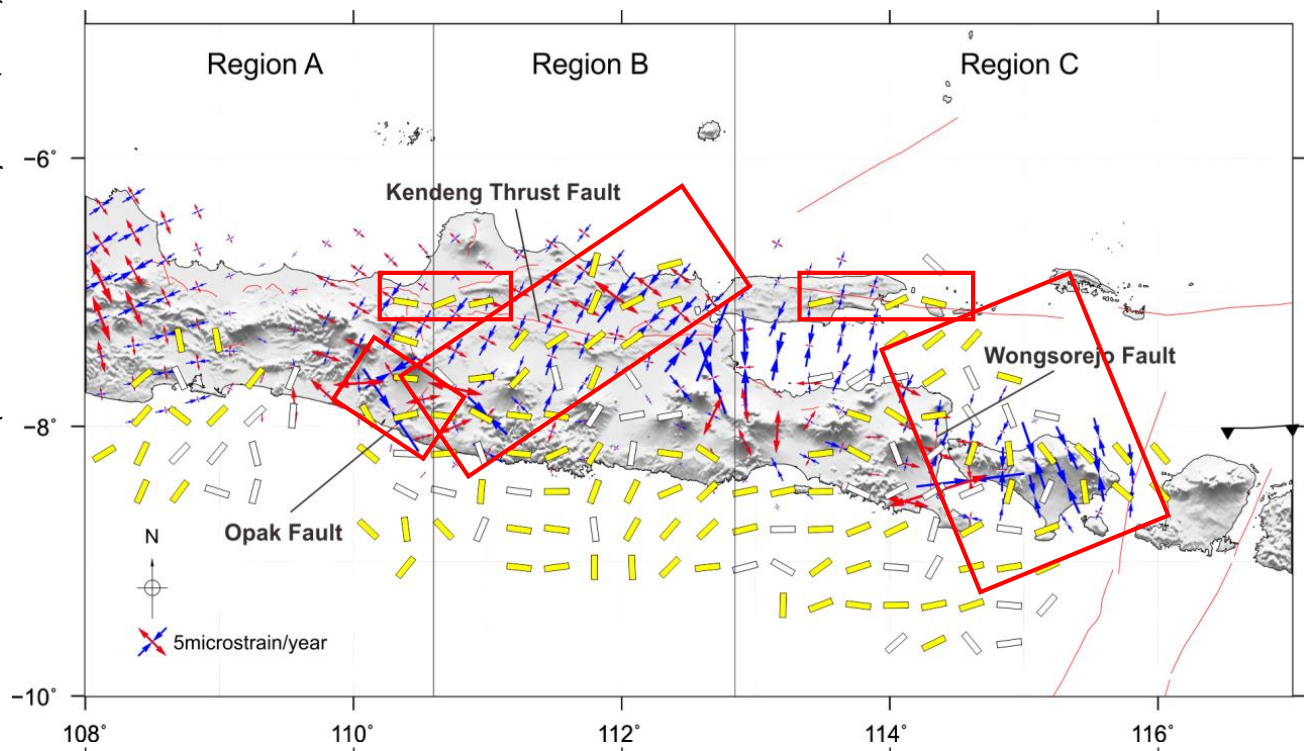 Region A
Region B
Region C
−6˚
Kendeng Thrust Fault
Wongsorejo Fault
−8˚
Opak Fault
N
5microstrain/year
−10˚
108˚
110˚
112˚
114˚
116˚